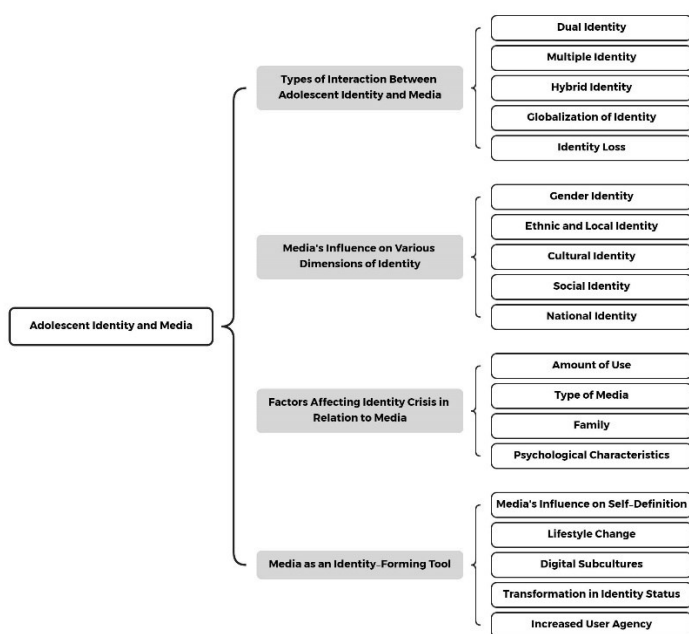 Adolescent Identity and Media
Types of Interaction Between
Adolescent Identity and Media
Dual Identity
Multiple Identity
Hybrid Identity
Globalization of Identity
Identity Loss
Media's Influence on Various
Dimensions of Identity
Gender Identity
Ethnic and Local Identity
Cultural Identity
Social Identity
National Identity
Factors Affecting Identity Crisis in
Relation to Media
Amount of Use
Type of Media
Family
Psychological Characteristics
Media as an Identity-Forming Tool
Media's Influence on Self-Definition
Lifestyle Change
Digital Subcultures
Transformation in Identity Status
Increased User Agency